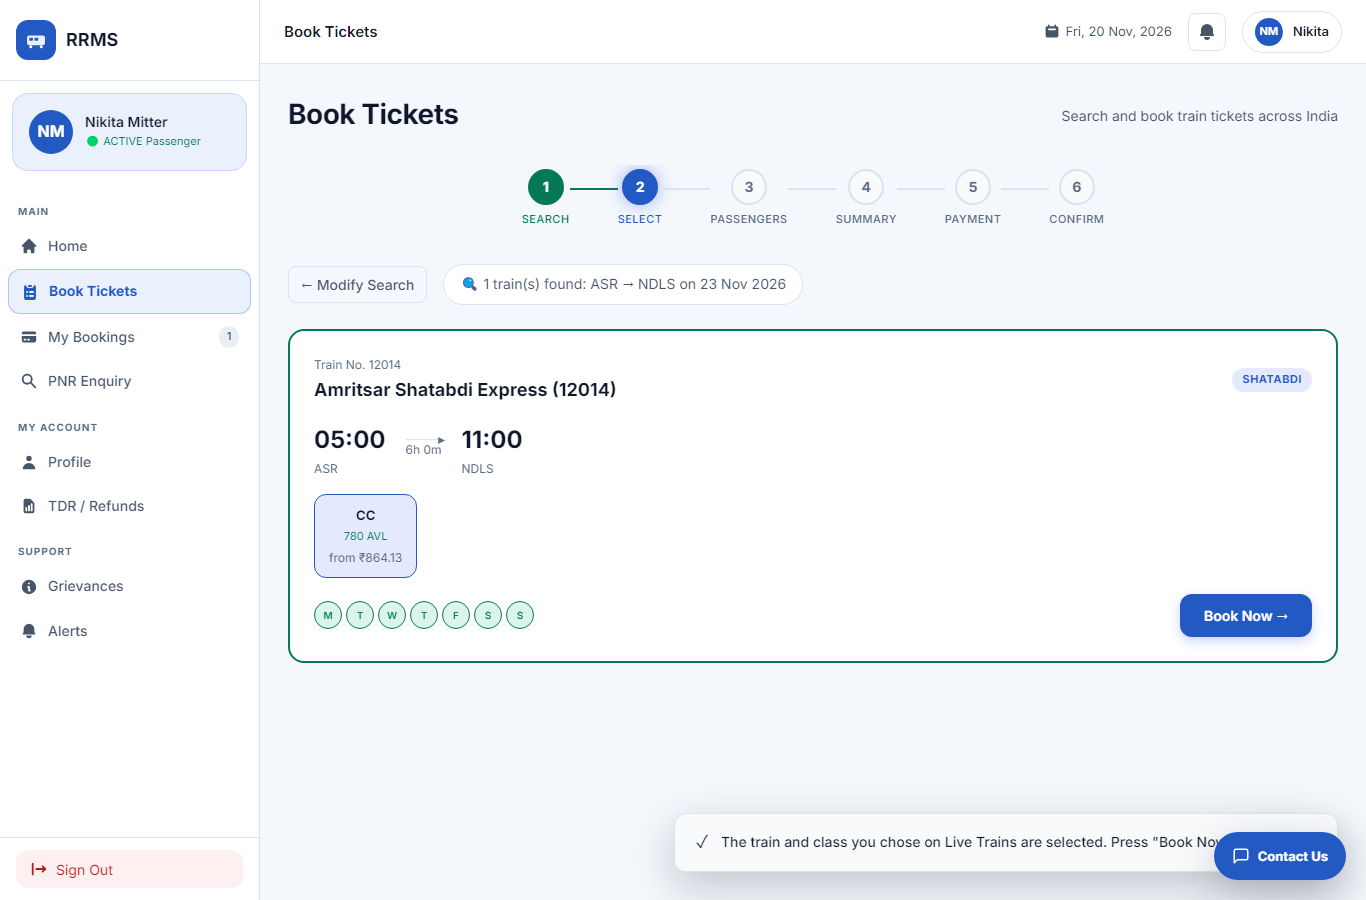 RRMS
Book Tickets
Fri, 20 Nov, 2026
NM
Nikita
NM
Nikita Mitter
ACTIVE Passenger
MAIN
Home
Book Tickets
My Bookings
1
PNR Enquiry
MY ACCOUNT
Profile
TDR / Refunds
SUPPORT
Grievances
Alerts
Sign Out
Book Tickets
Search and book train tickets across India
1
2
3
4
5
6
SEARCH
SELECT
PASSENGERS
SUMMARY
PAYMENT
CONFIRM
← Modify Search
1 train(s) found: ASR → NDLS on 23 Nov 2026
Train No. 12014
Amritsar Shatabdi Express (12014)
SHATABDI
05:00
6h 0m
11:00
ASR
NDLS
CC
780 AVL
from ₹864.13
M T W T F S S
Book Now →
✓ The train and class you chose on Live Trains are selected. Press "Book
Contact Us